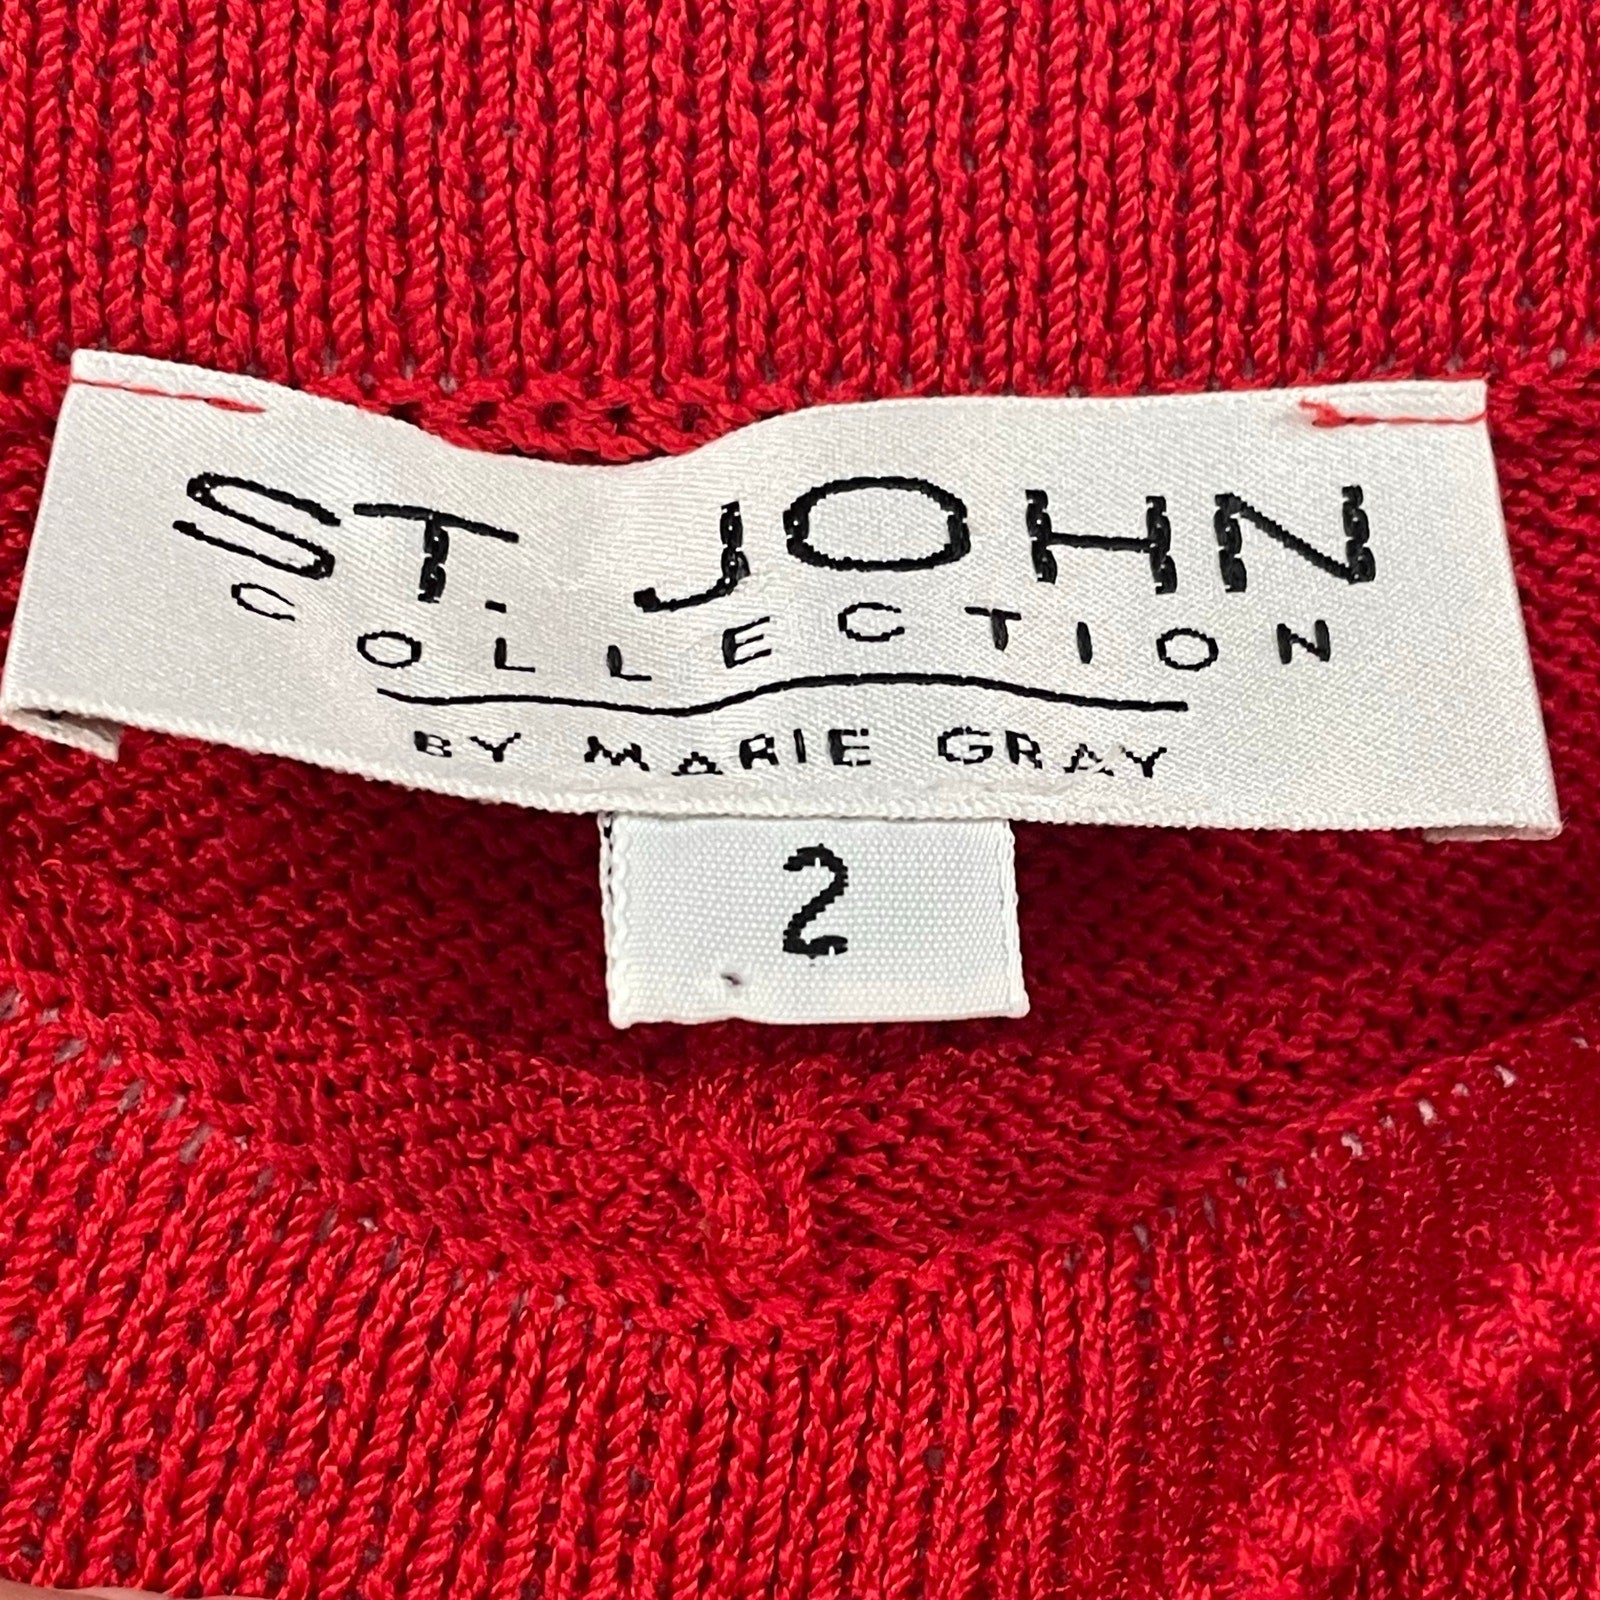 ST. JOHN
COLLECTION
BY MARIE GRAY
2